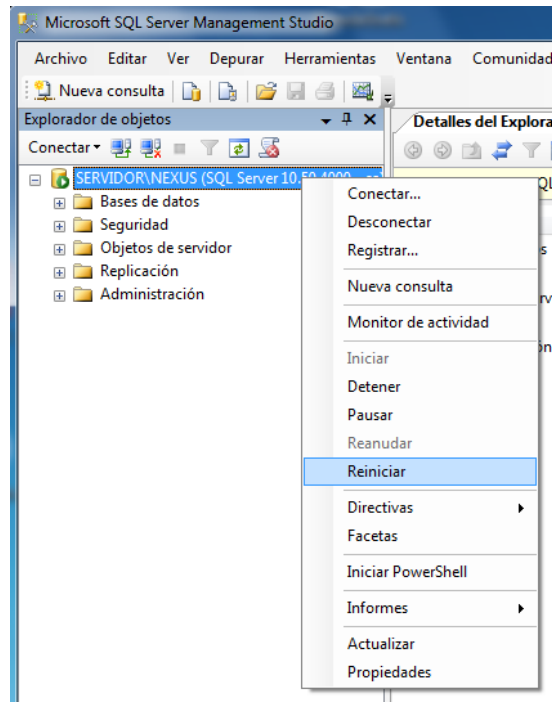 Microsoft SQL Server Management Studio
Archivo Editar Ver Depurar Herramientas Ventana Comunidad
Nueva consulta
Explorador de objetos
Detalles del Explora
Conectar
SERVIDOR\NEXUS (SQL Server 10.50.4000 - sa)
Bases de datos
Seguridad
Objetos de servidor
Replicación
Administración
Conectar...
Desconectar
Registrar...
Nueva consulta
Monitor de actividad
Iniciar
Detener
Pausar
Reanudar
Reiniciar
Directivas
Facetas
Iniciar PowerShell
Informes
Actualizar
Propiedades